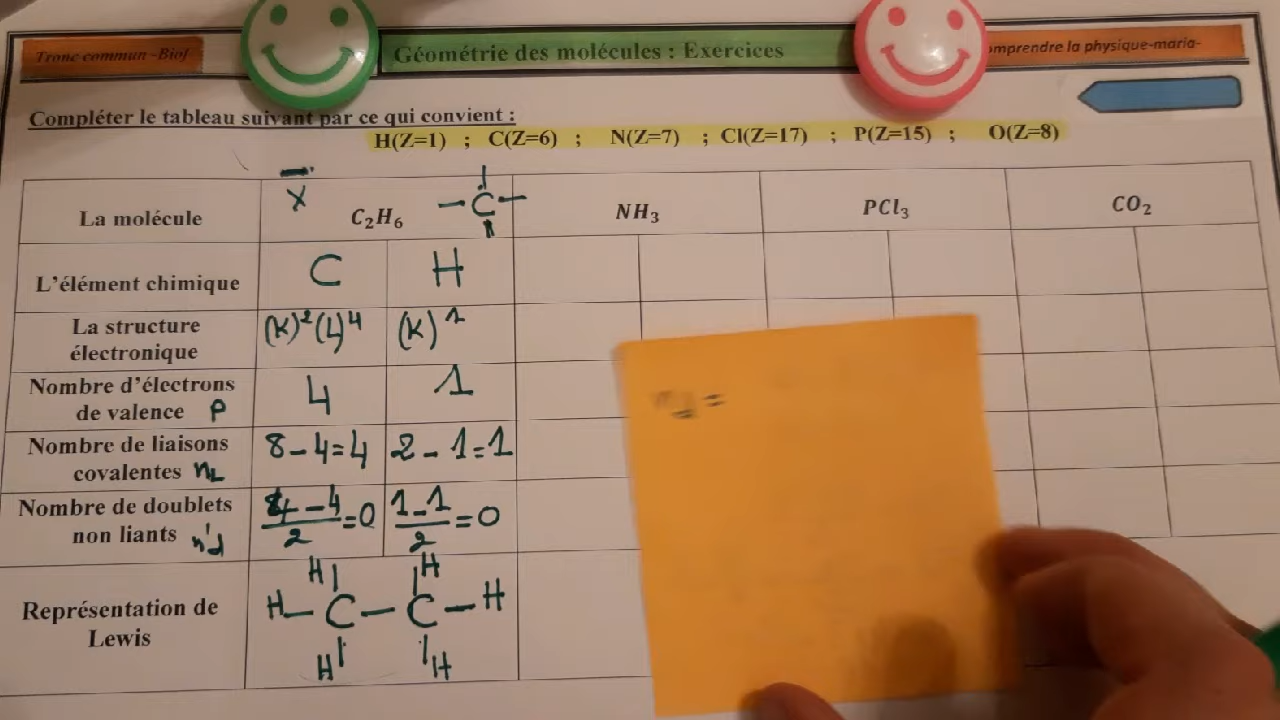 Tronc commun -Biof
Géométrie des molécules : Exercices
omprendre la physique-maria-
Compléter le tableau suivant par ce qui convient :
H(Z=1) ; C(Z=6) ; N(Z=7) ; Cl(Z=17) ; P(Z=15) ; O(Z=8)
La molécule X C₂H₆ –C– NH₃ PCl₃ CO₂
L'élément chimique C H
La structure
électronique (K)²(L)⁴ (K)¹
Nombre d'électrons
de valence P 4 1
Nombre de liaisons
covalentes nL 8-4=4 2-1=1
Nombre de doublets
non liants n'd 4-4/2=0 1-1/2=0
Représentation de
Lewis
H H
H–C–C–H
H H
=